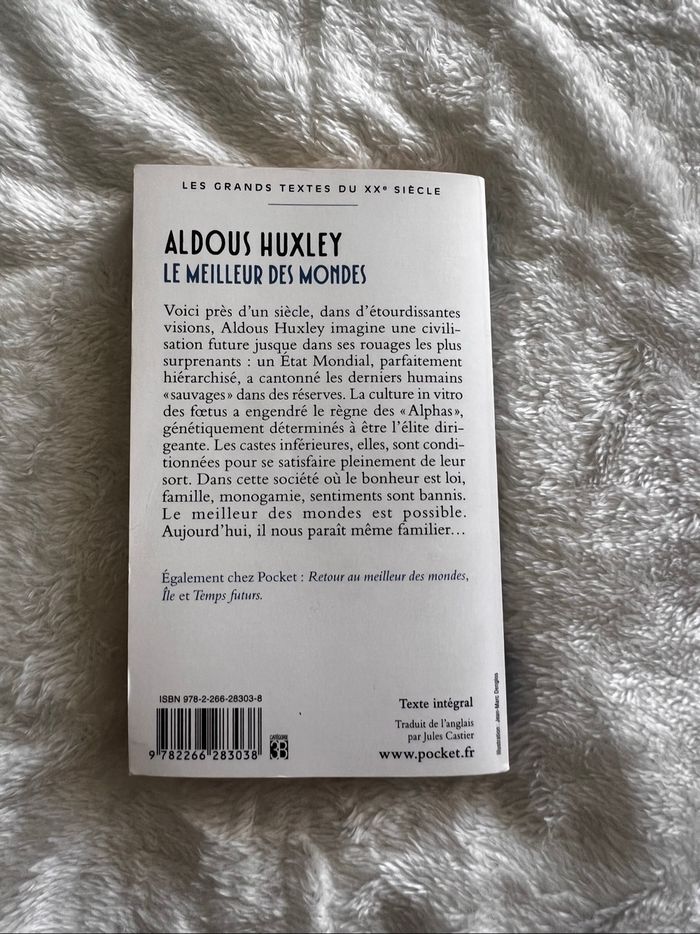 LES GRANDS TEXTES DU XXᵉ SIÈCLE
ALDOUS HUXLEY
LE MEILLEUR DES MONDES
Voici près d'un siècle, dans d'étourdissantes
visions, Aldous Huxley imagine une civili-
sation future jusque dans ses rouages les plus
surprenants : un État Mondial, parfaitement
hiérarchisé, a cantonné les derniers humains
«sauvages» dans des réserves. La culture in vitro
des fœtus a engendré le règne des «Alphas»,
génétiquement déterminés à être l'élite diri-
geante. Les castes inférieures, elles, sont condi-
tionnées pour se satisfaire pleinement de leur
sort. Dans cette société où le bonheur est loi,
famille, monogamie, sentiments sont bannis.
Le meilleur des mondes est possible.
Aujourd'hui, il nous paraît même familier…
Également chez Pocket : Retour au meilleur des mondes,
Île et Temps futurs.
ISBN 978-2-266-28303-8
9 782266 283038
CATÉGORIE
3B
Texte intégral
Traduit de l'anglais
par Jules Castier
www.pocket.fr
Illustration : Jean-Marc Denglos